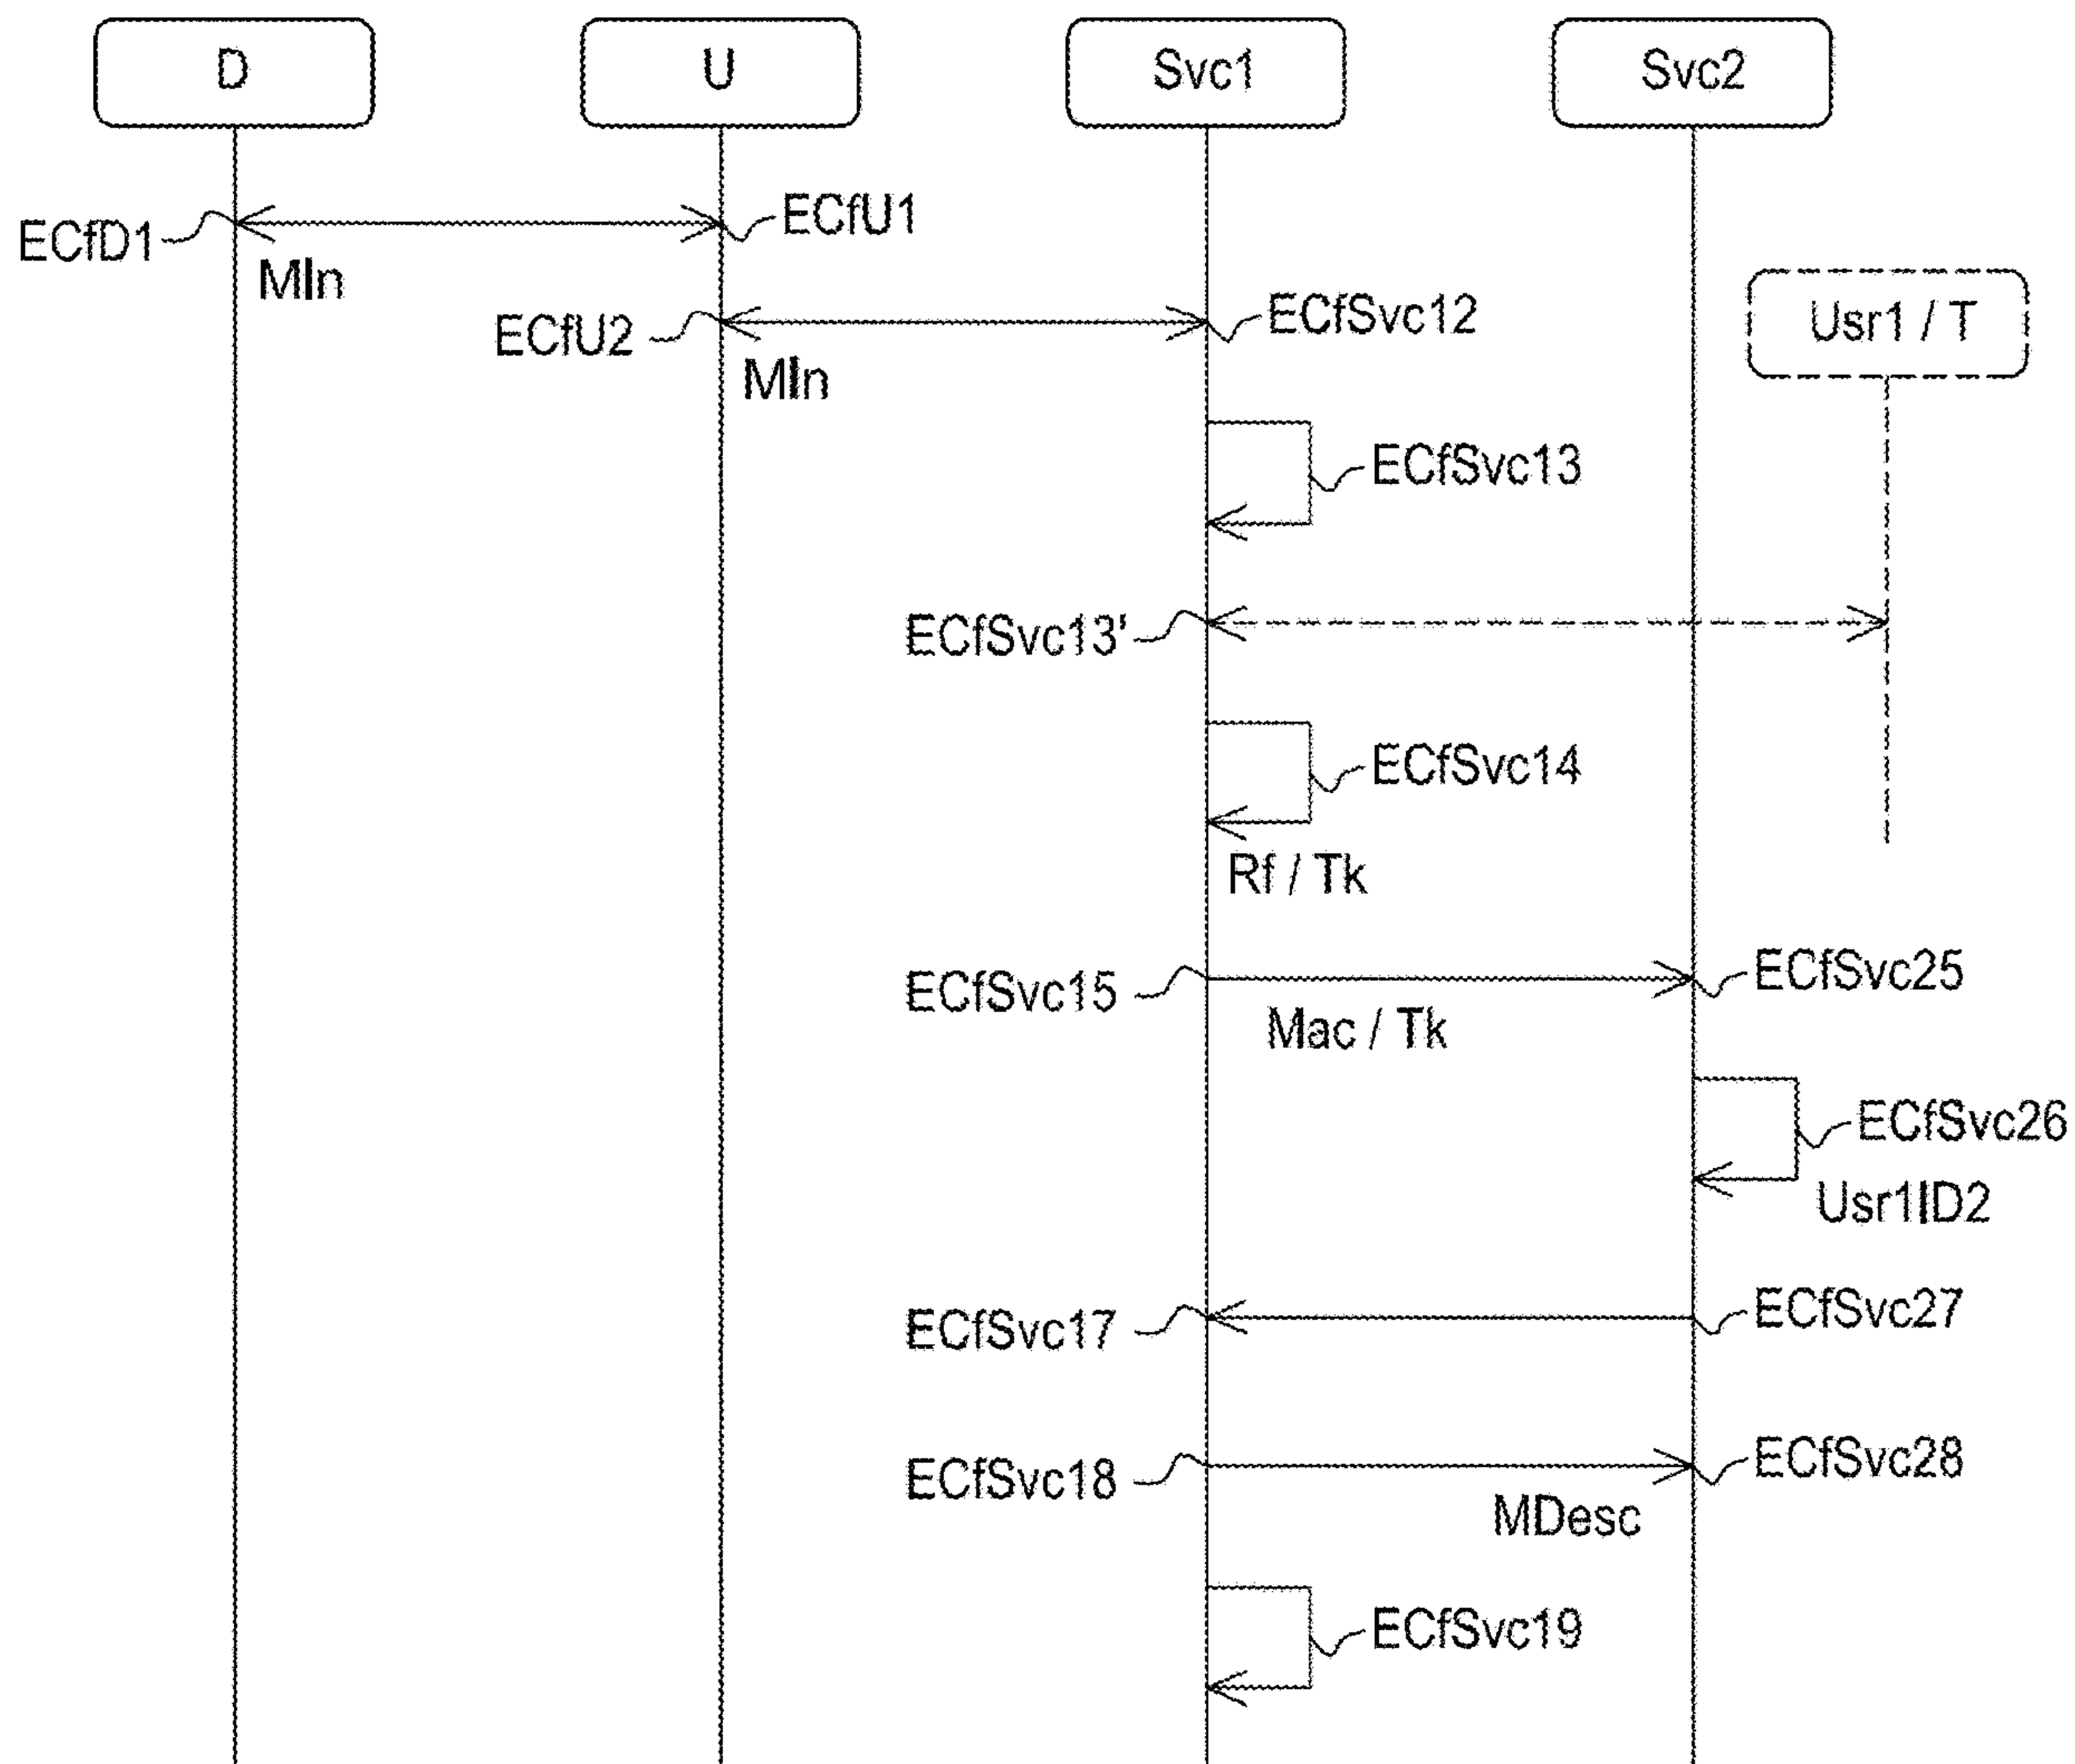 D
U
Svc1
Svc2
ECfD1
ECfU1
MIn
ECfU2
ECfSvc12
MIn
Usr1 / T
ECfSvc13
ECfSvc13'
ECfSvc14
Rf / Tk
ECfSvc15
ECfSvc25
Mac / Tk
ECfSvc26
Usr1ID2
ECfSvc17
ECfSvc27
ECfSvc18
ECfSvc28
MDesc
ECfSvc19